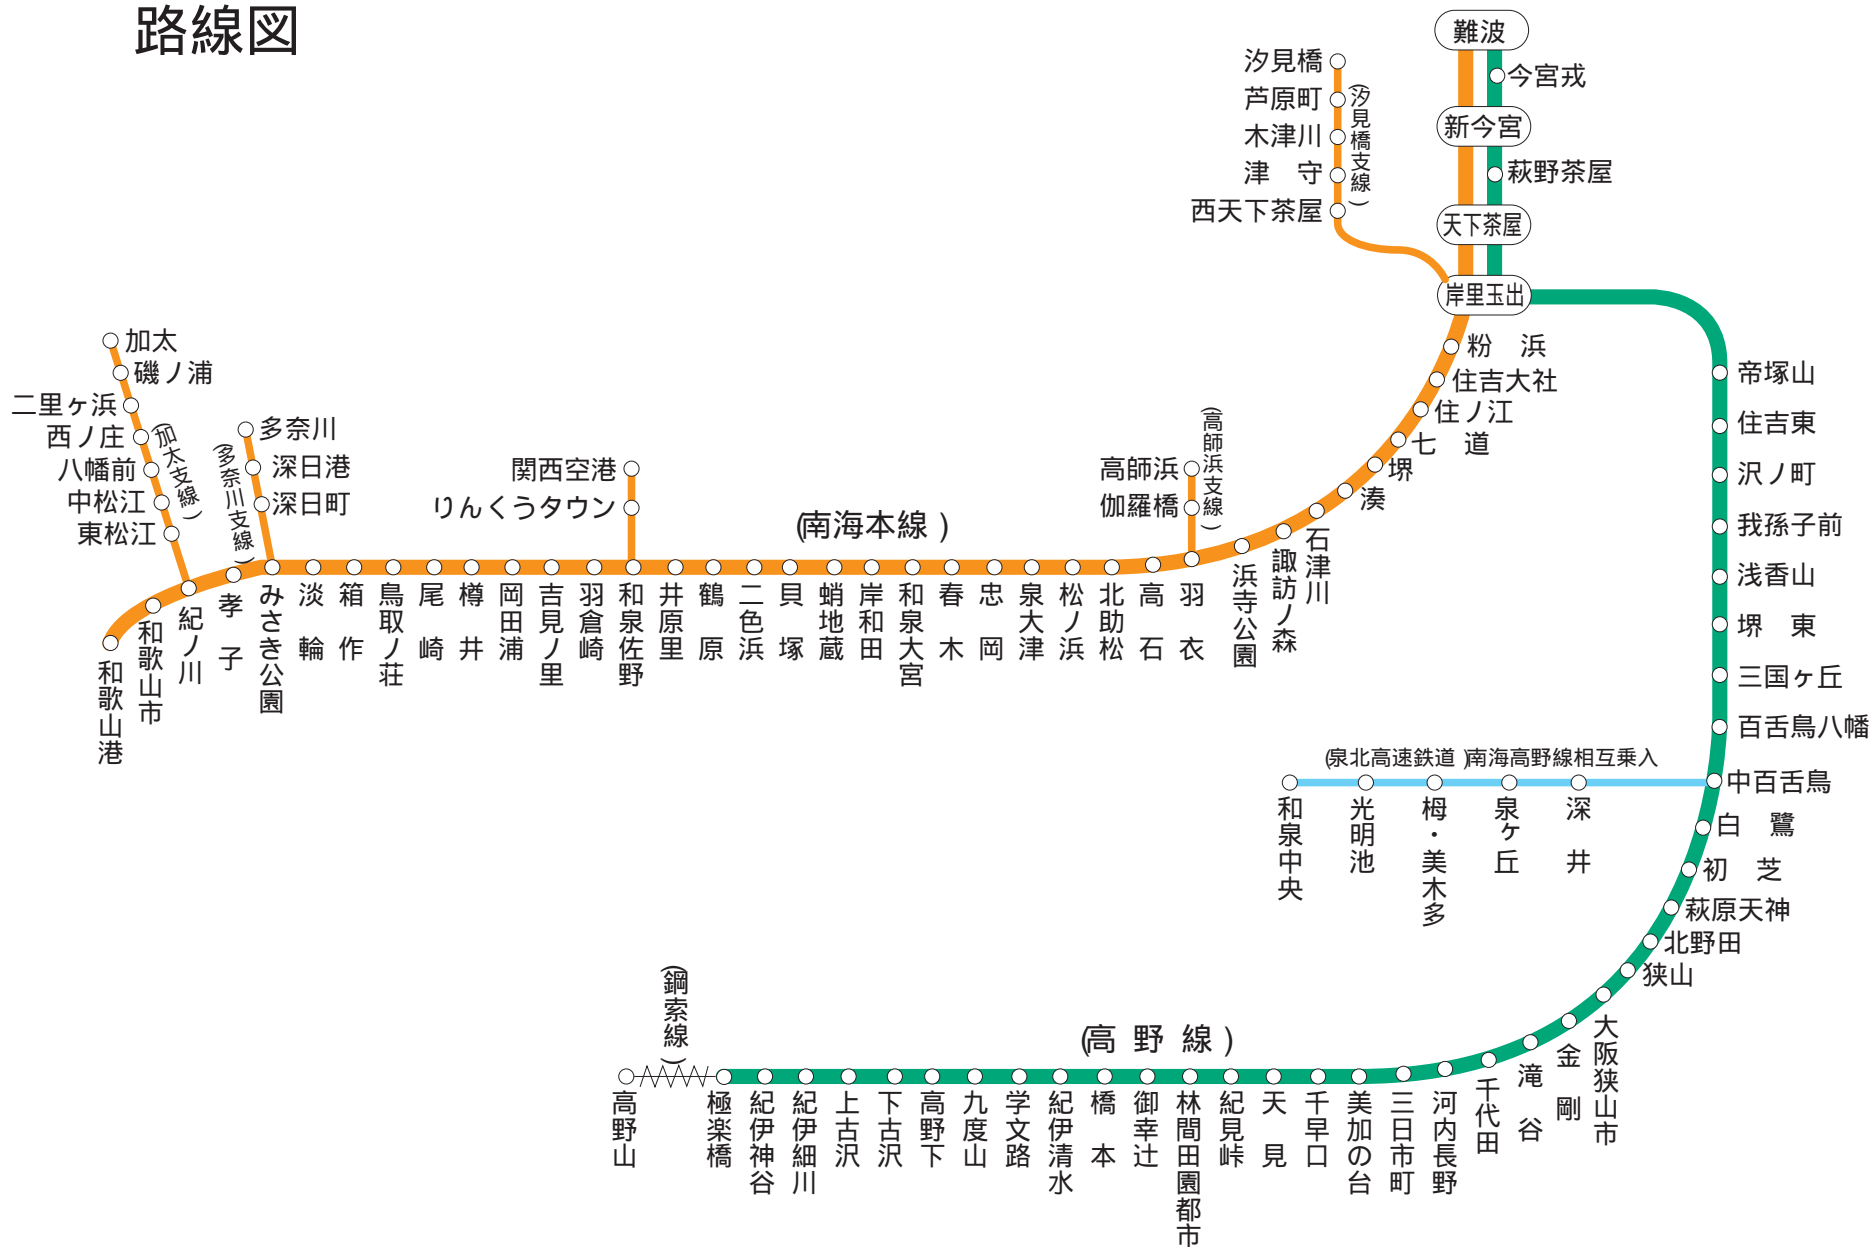 路線図
難波
今宮戎
新今宮
萩野茶屋
天下茶屋
岸里玉出
汐見橋
芦原町
木津川
津　守
西天下茶屋
(汐見橋支線)
粉　浜
住吉大社
住ノ江
七　道
堺
湊
石津川
諏訪ノ森
浜寺公園
羽　衣
高師浜
伽羅橋
(高師浜支線)
高　石
北助松
松ノ浜
泉大津
忠　岡
春　木
和泉大宮
岸和田
蛸地蔵
貝　塚
二色浜
鶴　原
井原里
和泉佐野
関西空港
りんくうタウン
(南海本線)
羽倉崎
吉見ノ里
岡田浦
樽　井
尾　崎
鳥取ノ荘
箱　作
淡　輪
みさき公園
多奈川
深日港
深日町
(多奈川支線)
孝　子
紀ノ川
和歌山市
和歌山港
加太
磯ノ浦
二里ヶ浜
西ノ庄
八幡前
中松江
東松江
(加太支線)
帝塚山
住吉東
沢ノ町
我孫子前
浅香山
堺　東
三国ヶ丘
百舌鳥八幡
中百舌鳥
(泉北高速鉄道)南海高野線相互乗入
深　井
泉ヶ丘
栂・美木多
光明池
和泉中央
白　鷺
初　芝
萩原天神
北野田
狭山
大阪狭山市
金　剛
滝　谷
千代田
河内長野
三日市町
美加の台
千早口
天　見
紀見峠
林間田園都市
御幸辻
橋　本
紀伊清水
学文路
九度山
高野下
下古沢
上古沢
紀伊細川
紀伊神谷
極楽橋
高野山
(高野線)
(鋼索線)